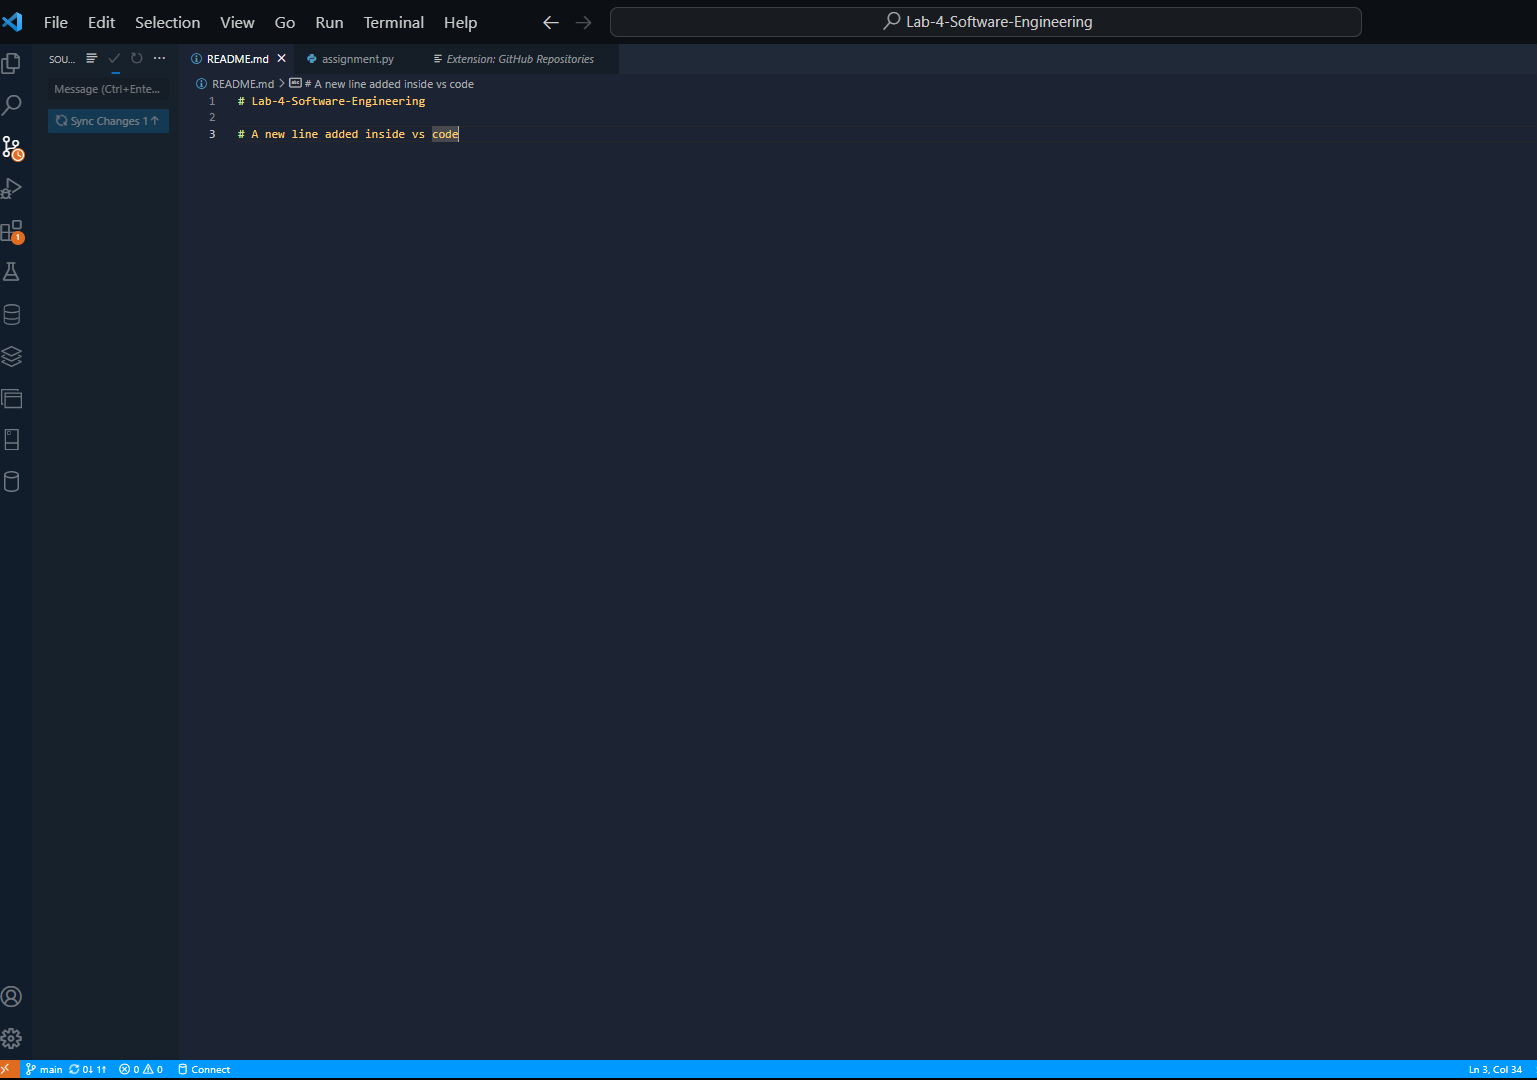 File Edit Selection View Go Run Terminal Help
Lab-4-Software-Engineering
SOU...
README.md
assignment.py
Extension: GitHub Repositories
Message (Ctrl+Ente...
Sync Changes 1↑
README.md > # A new line added inside vs code
1 # Lab-4-Software-Engineering
2
3 # A new line added inside vs code
1
main 0↓ 1↑ 0 0 Connect
Ln 3, Col 34